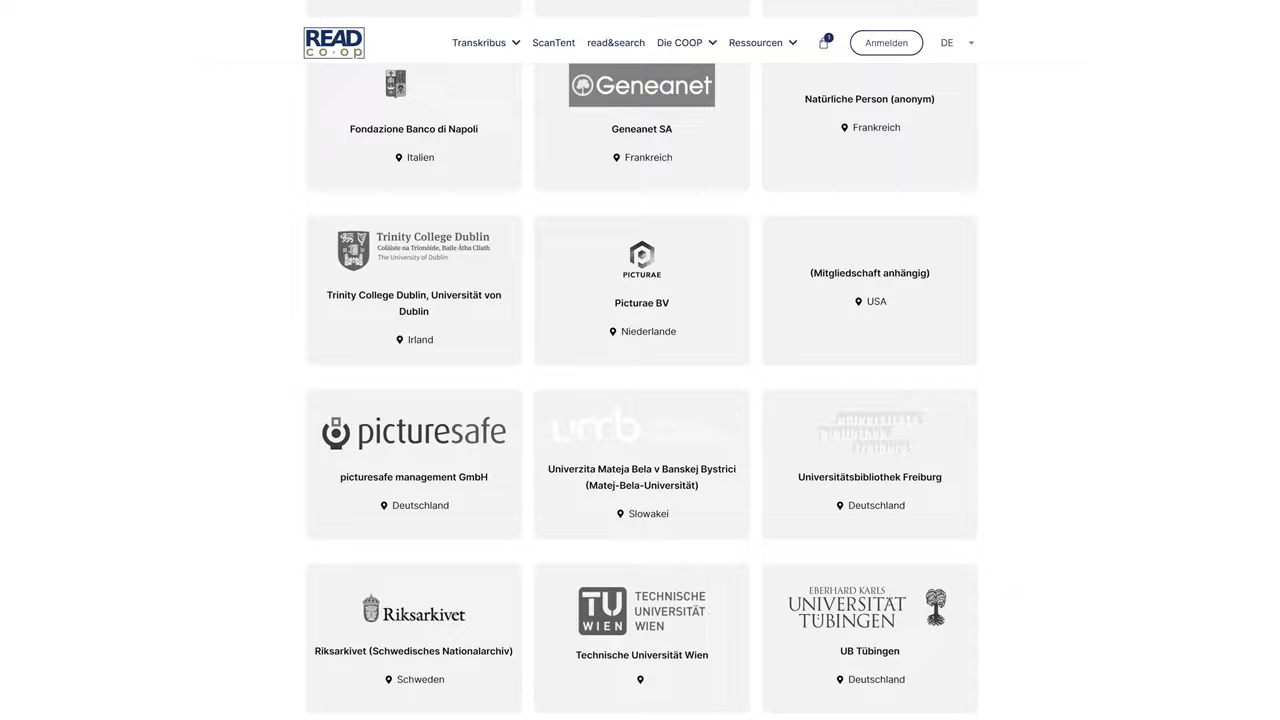 READ
co·op
Transkribus
ScanTent
read&search
Die COOP
Ressourcen
1
Anmelden
DE
Fondazione Banco di Napoli
Italien
Geneanet
Geneanet SA
Frankreich
Natürliche Person (anonym)
Frankreich
Trinity College Dublin
Coláiste na Tríonóide, Baile Átha Cliath
The University of Dublin
Trinity College Dublin, Universität von
Dublin
Irland
PICTURAE
Picturae BV
Niederlande
(Mitgliedschaft anhängig)
USA
picturesafe
picturesafe management GmbH
Deutschland
umb
Univerzita Mateja Bela v Banskej Bystrici
(Matej-Bela-Universität)
Slowakei
universitäts
bibliothek
freiburg
Universitätsbibliothek Freiburg
Deutschland
Riksarkivet
Riksarkivet (Schwedisches Nationalarchiv)
Schweden
TU
WIEN
TECHNISCHE
UNIVERSITÄT
WIEN
Technische Universität Wien
EBERHARD KARLS
UNIVERSITÄT
TÜBINGEN
UB Tübingen
Deutschland